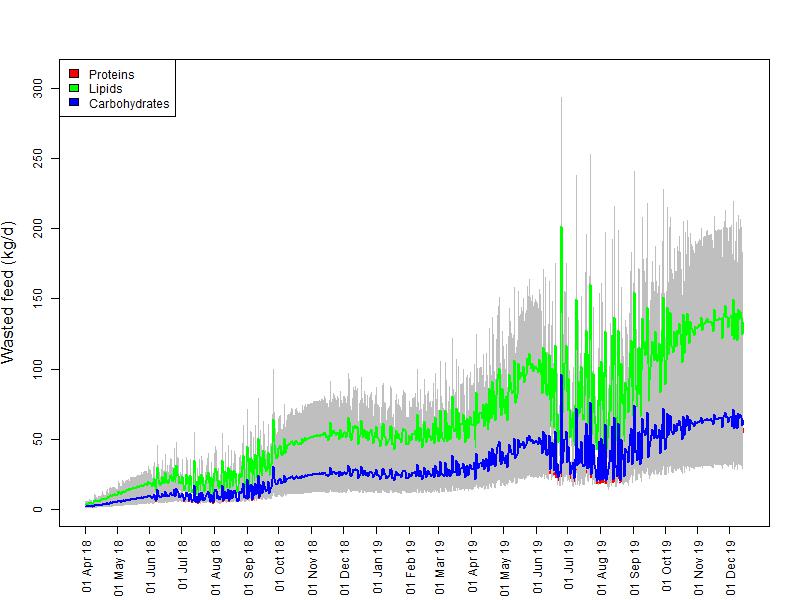 Proteins
Lipids
Carbohydrates
Wasted feed (kg/d)
300
250
200
150
100
50
0
01 Apr 18
01 May 18
01 Jun 18
01 Jul 18
01 Aug 18
01 Sep 18
01 Oct 18
01 Nov 18
01 Dec 18
01 Jan 19
01 Feb 19
01 Mar 19
01 Apr 19
01 May 19
01 Jun 19
01 Jul 19
01 Aug 19
01 Sep 19
01 Oct 19
01 Nov 19
01 Dec 19